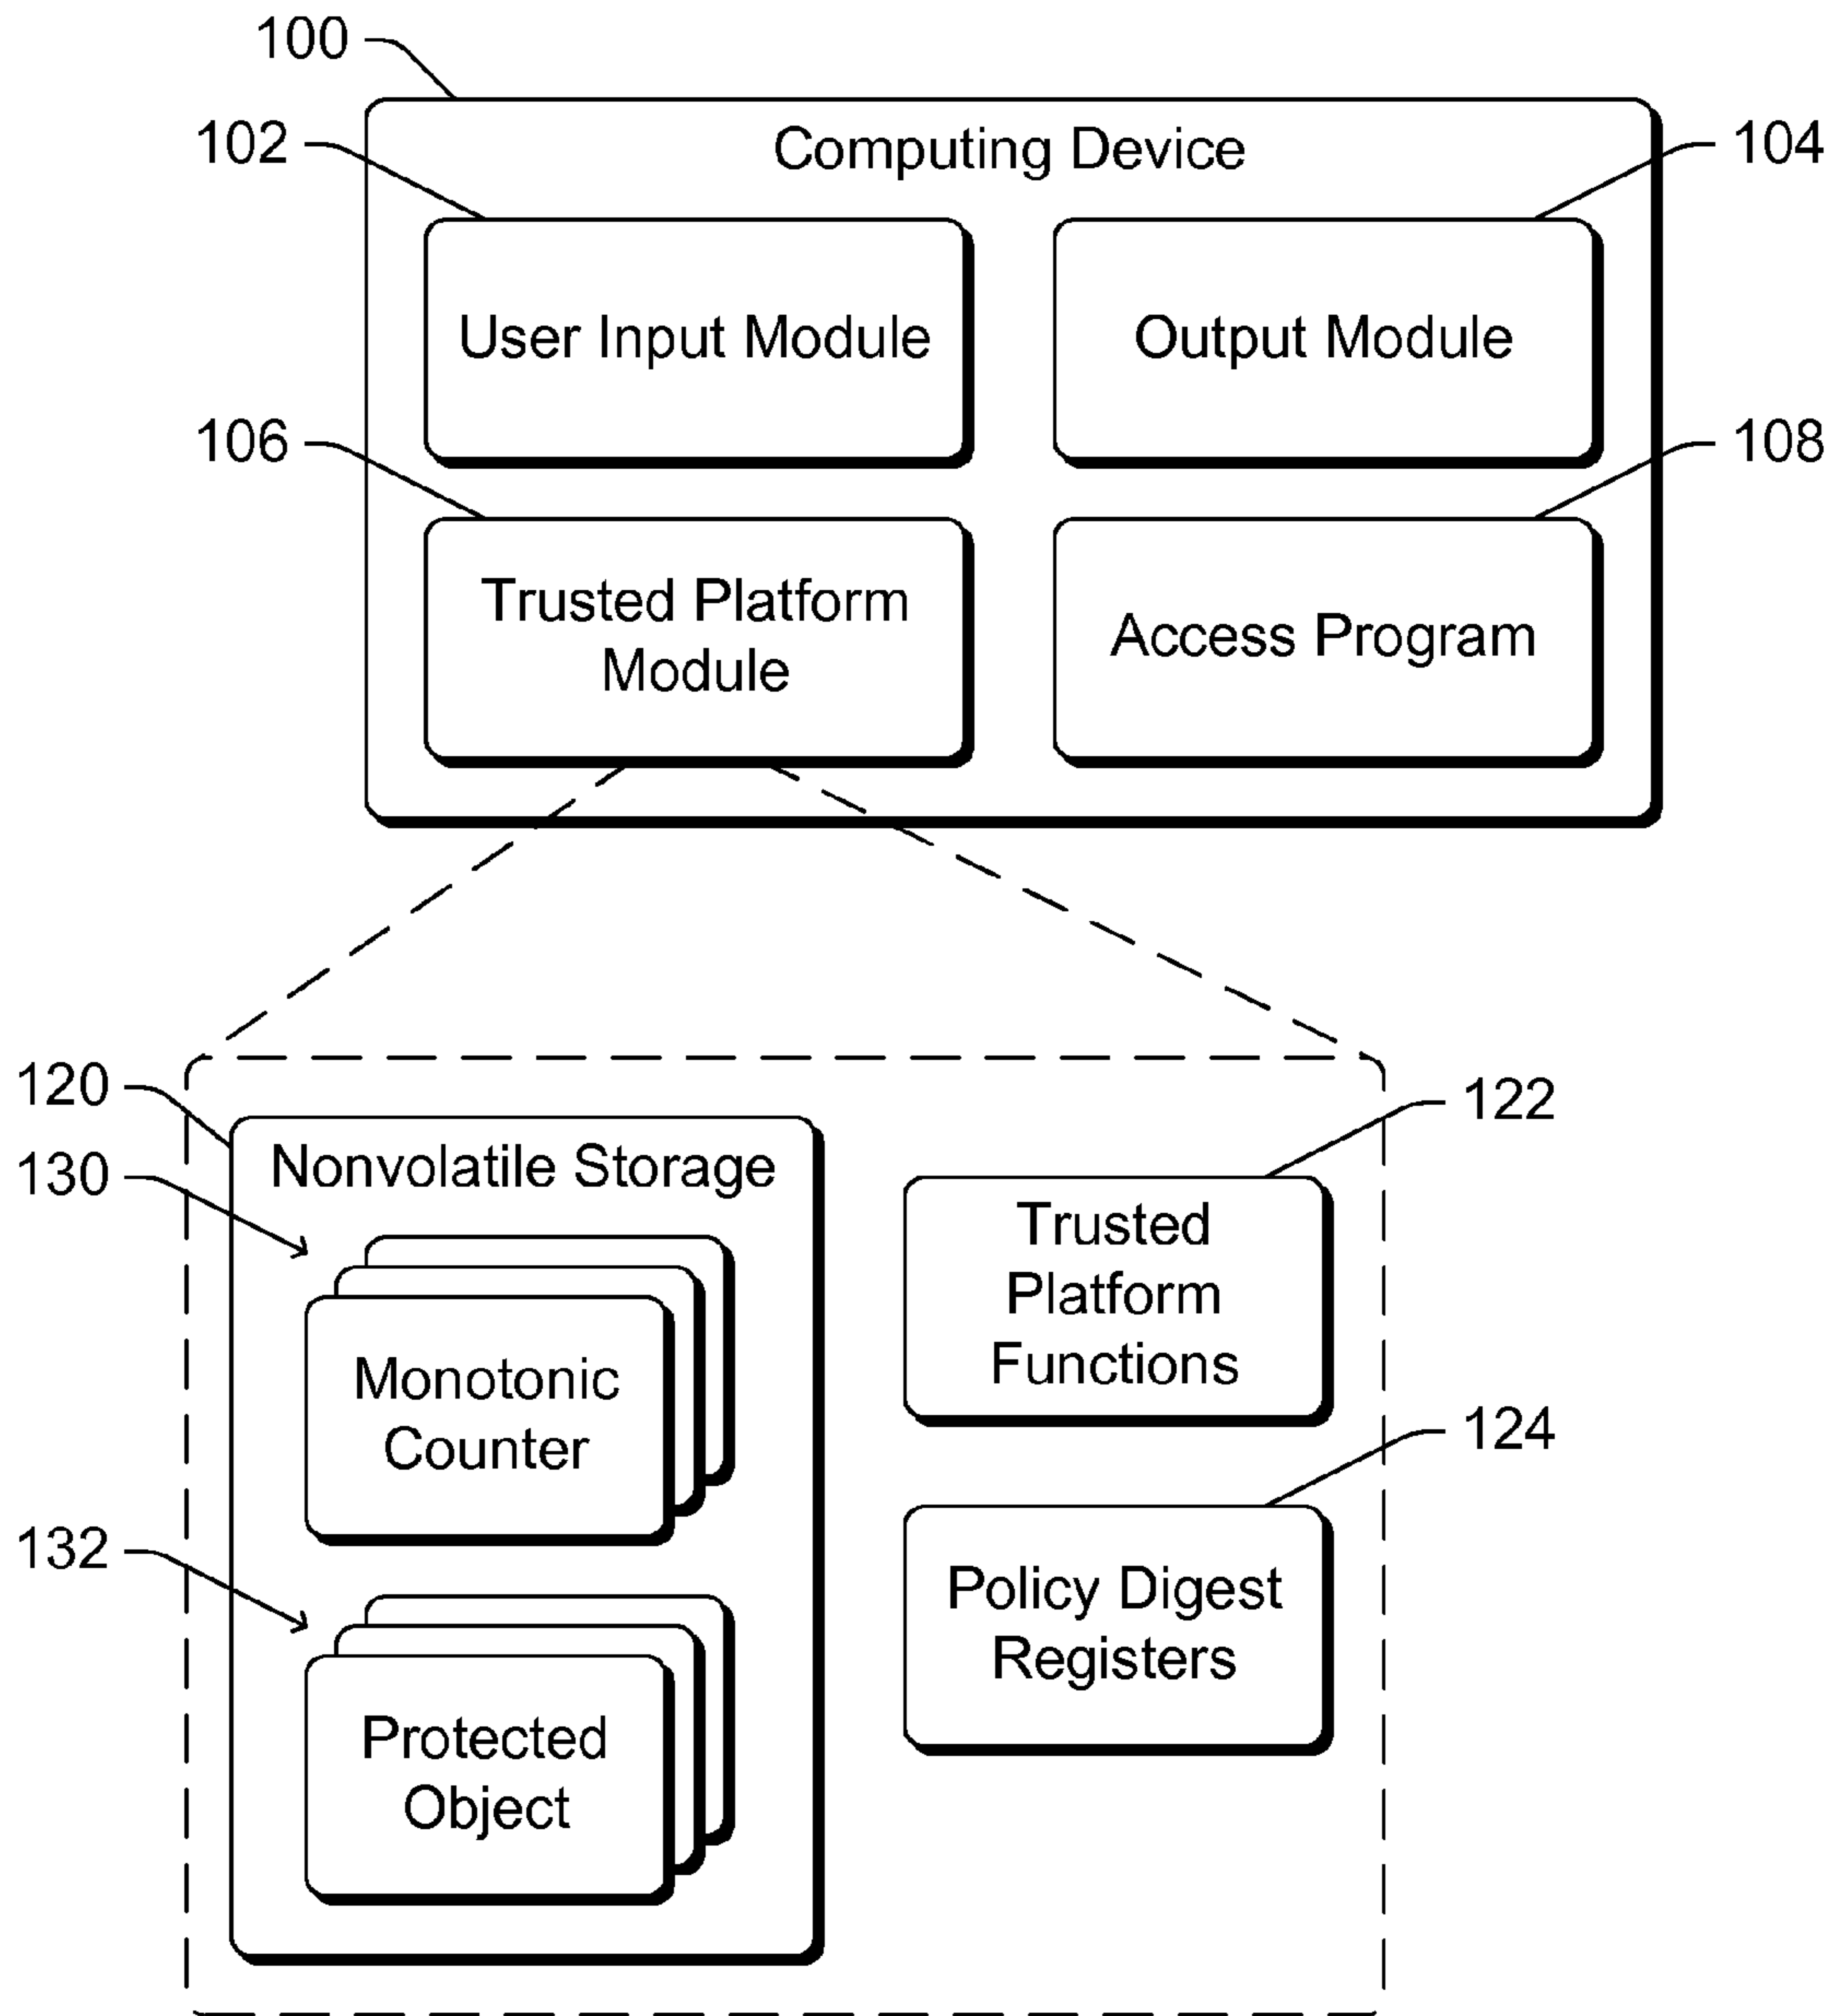 100
Computing Device
102
104
User Input Module
Output Module
106
108
Trusted Platform
Module
Access Program
120
122
Nonvolatile Storage
130
Trusted
Platform
Functions
Monotonic
Counter
124
132
Policy Digest
Registers
Protected
Object